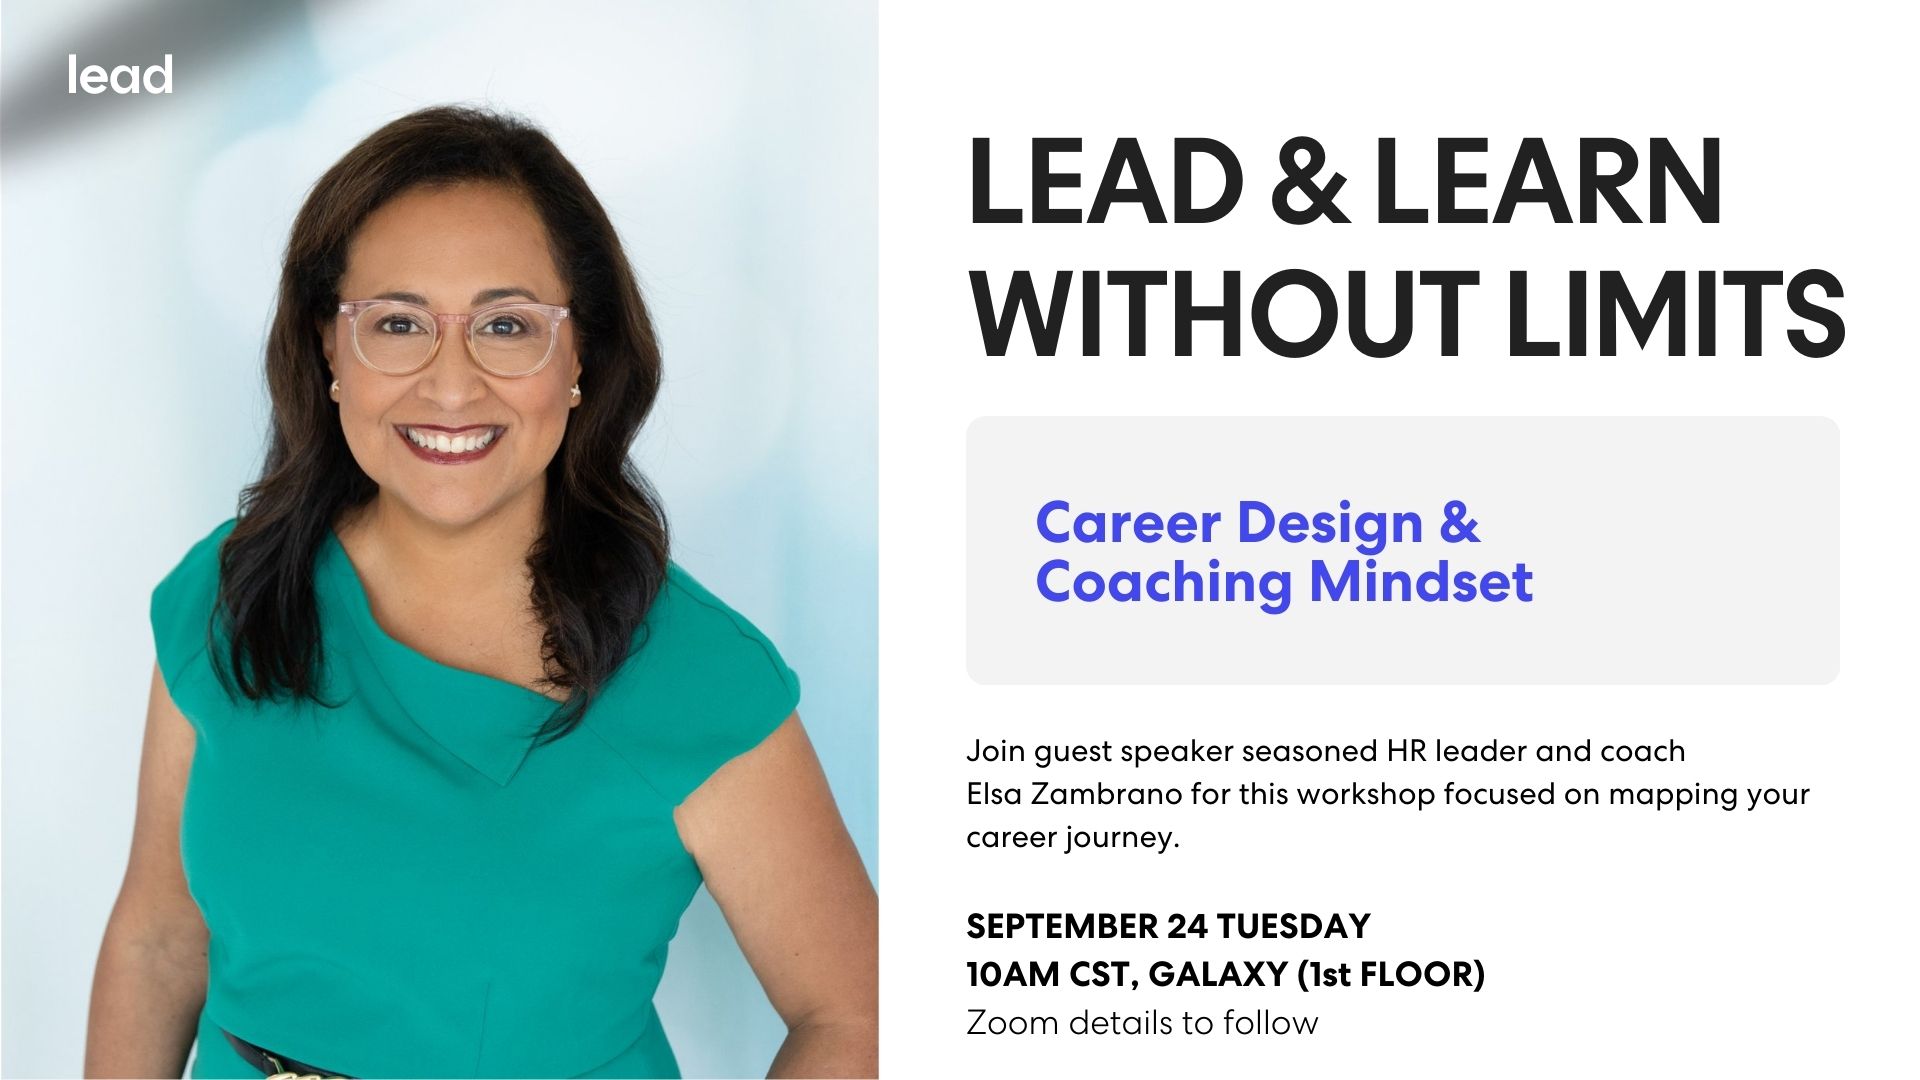 lead
LEAD & LEARN
WITHOUT LIMITS
Career Design &
Coaching Mindset
Join guest speaker seasoned HR leader and coach
Elsa Zambrano for this workshop focused on mapping your
career journey.
SEPTEMBER 24 TUESDAY
10AM CST, GALAXY (1st FLOOR)
Zoom details to follow